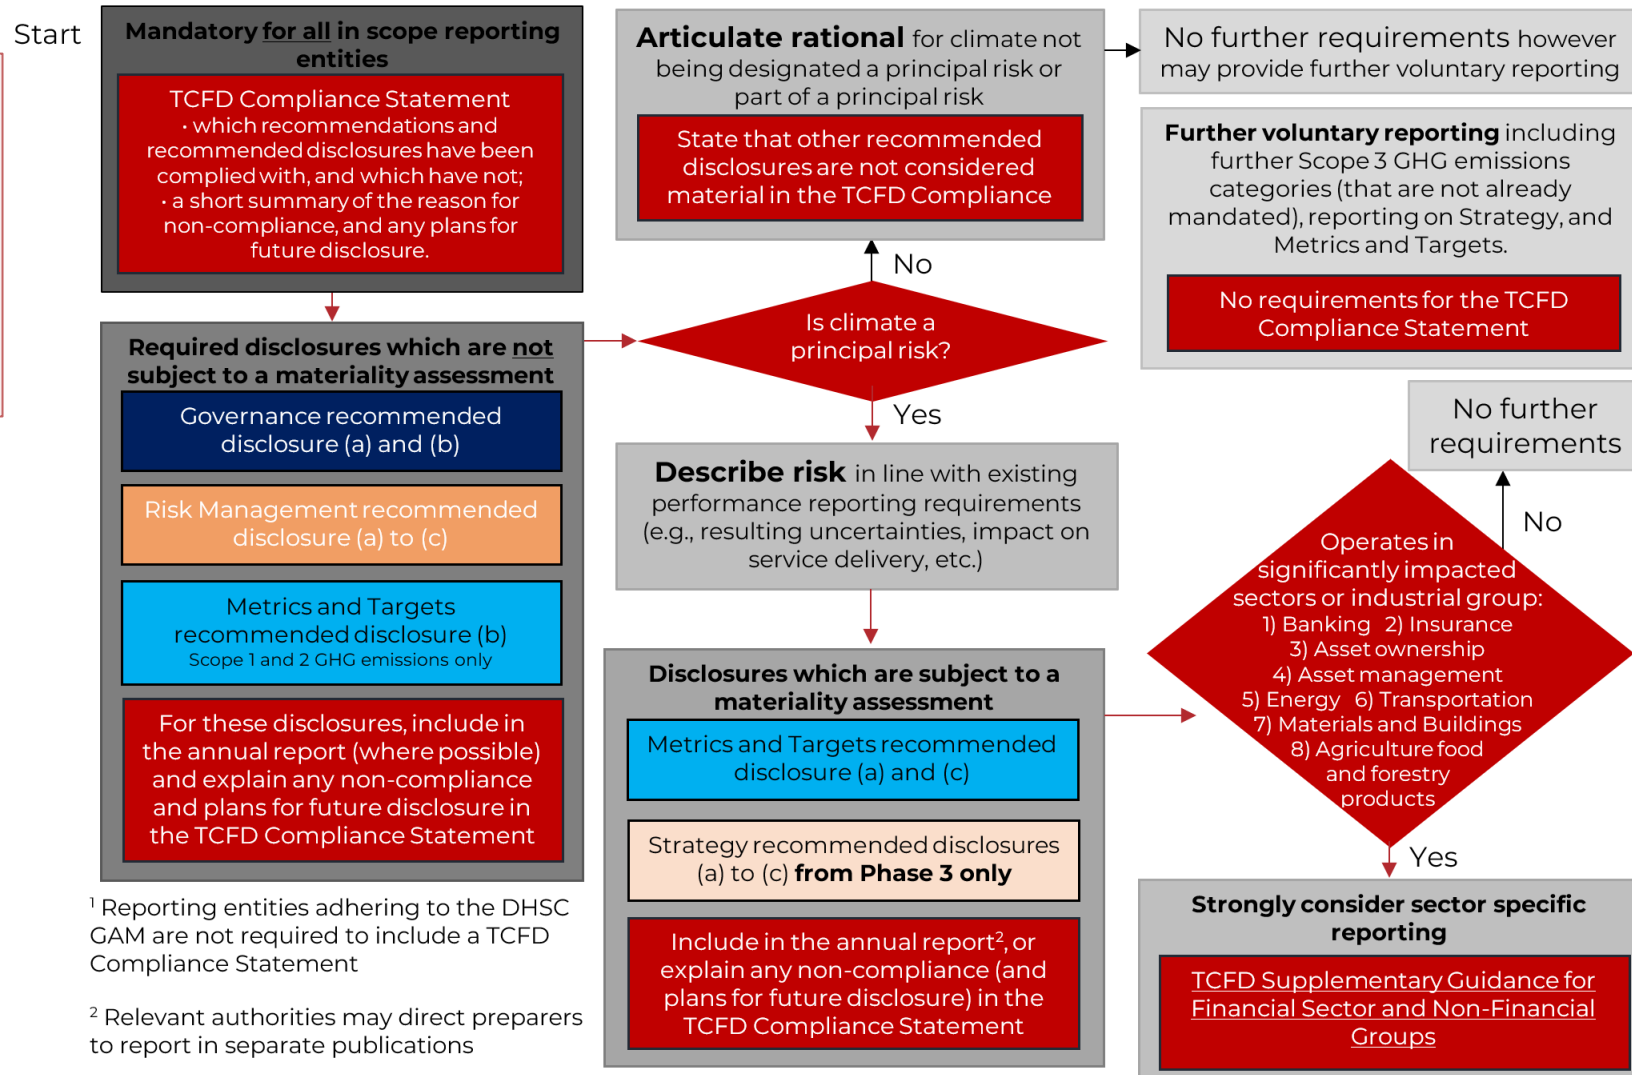 Start
Mandatory for all in scope reporting
entities
TCFD Compliance Statement
· which recommendations and
recommended disclosures have been
complied with, and which have not;
· a short summary of the reason for
non-compliance, and any plans for
future disclosure.
Required disclosures which are not
subject to a materiality assessment
Governance recommended
disclosure (a) and (b)
Risk Management recommended
disclosure (a) to (c)
Metrics and Targets
recommended disclosure (b)
Scope 1 and 2 GHG emissions only
For these disclosures, include in
the annual report (where possible)
and explain any non-compliance
and plans for future disclosure in
the TCFD Compliance Statement
1 Reporting entities adhering to the DHSC
GAM are not required to include a TCFD
Compliance Statement
2 Relevant authorities may direct preparers
to report in separate publications
Articulate rational for climate not
being designated a principal risk or
part of a principal risk
State that other recommended
disclosures are not considered
material in the TCFD Compliance
No
Is climate a
principal risk?
Yes
Describe risk in line with existing
performance reporting requirements
(e.g., resulting uncertainties, impact on
service delivery, etc.)
Disclosures which are subject to a
materiality assessment
Metrics and Targets recommended
disclosure (a) and (c)
Strategy recommended disclosures
(a) to (c) from Phase 3 only
Include in the annual report2, or
explain any non-compliance (and
plans for future disclosure) in the
TCFD Compliance Statement
No further requirements however
may provide further voluntary reporting
Further voluntary reporting including
further Scope 3 GHG emissions
categories (that are not already
mandated), reporting on Strategy, and
Metrics and Targets.
No requirements for the TCFD
Compliance Statement
No further
requirements
No
Operates in
significantly impacted
sectors or industrial group:
1) Banking 2) Insurance
3) Asset ownership
4) Asset management
5) Energy 6) Transportation
7) Materials and Buildings
8) Agriculture food
and forestry
products
Yes
Strongly consider sector specific
reporting
TCFD Supplementary Guidance for
Financial Sector and Non-Financial
Groups